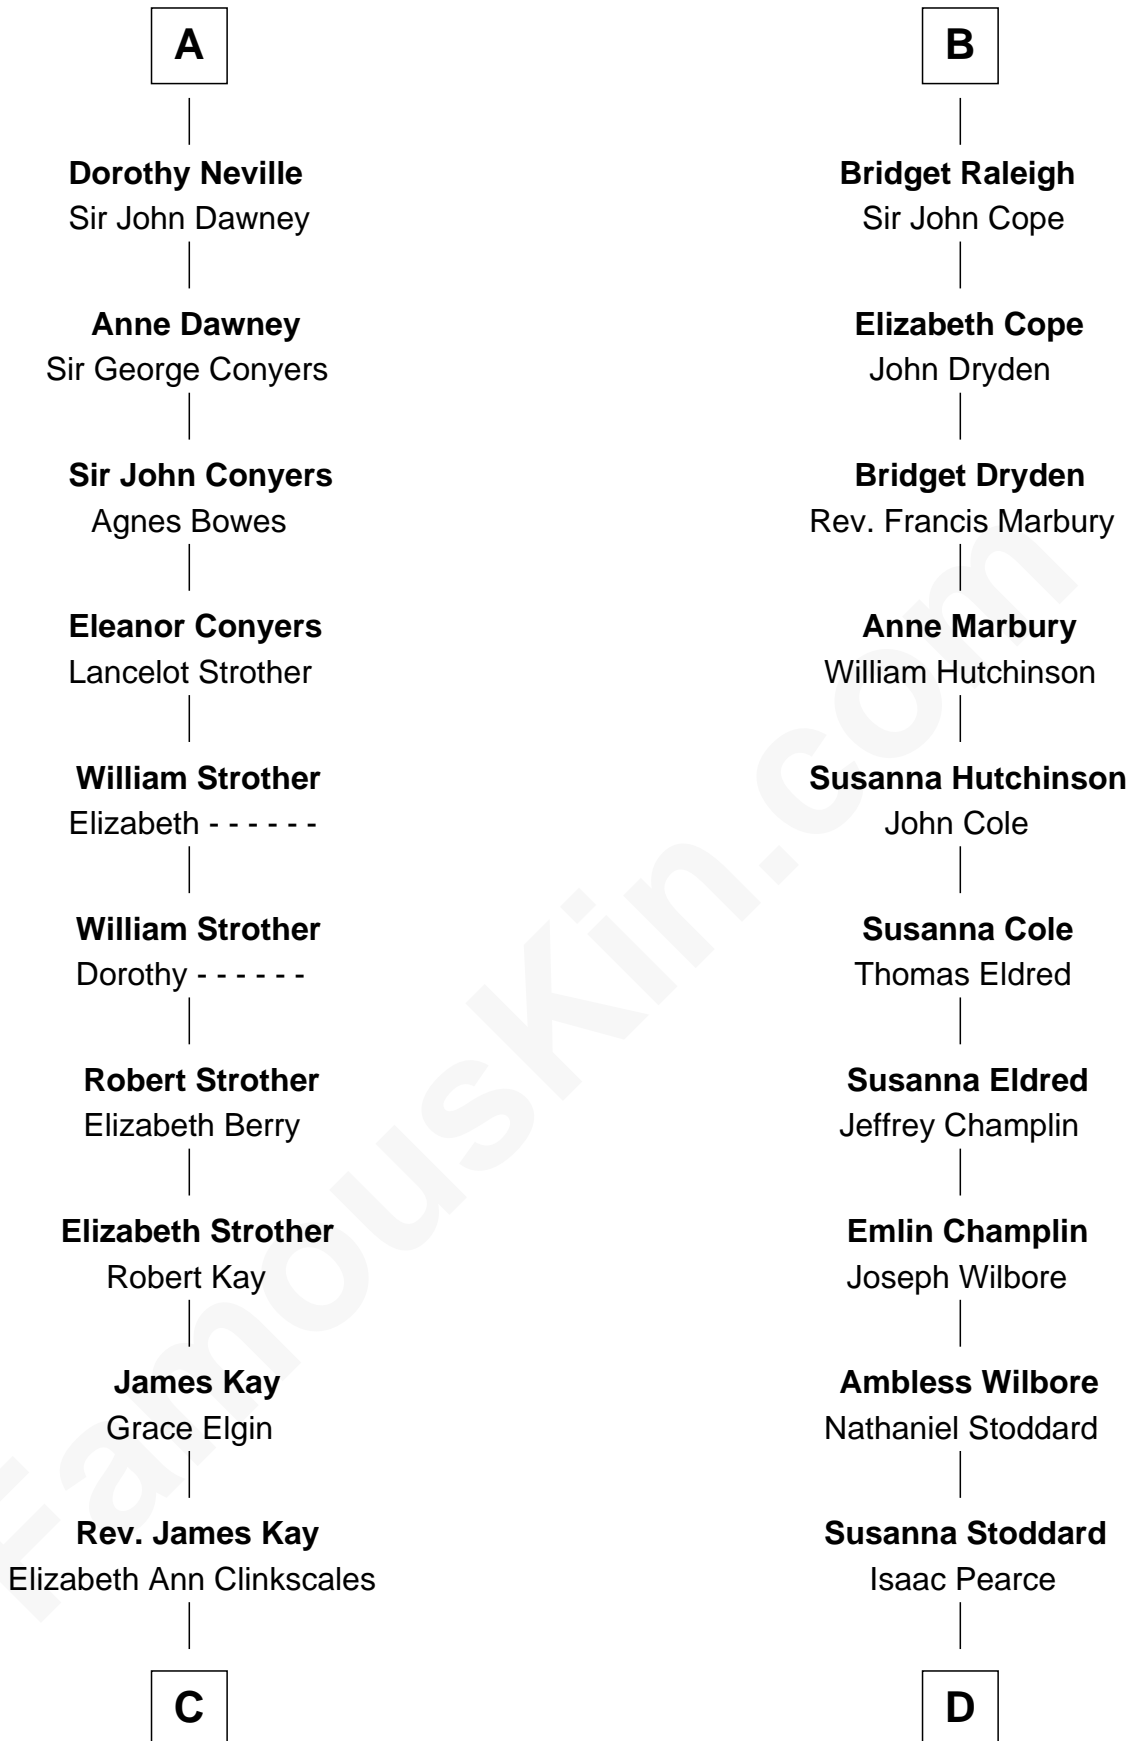 A
Dorothy Neville
Sir John Dawney
Anne Dawney
Sir George Conyers
Sir John Conyers
Agnes Bowes
Eleanor Conyers
Lancelot Strother
William Strother
Elizabeth - - - - - -
William Strother
Dorothy - - - - - -
Robert Strother
Elizabeth Berry
Elizabeth Strother
Robert Kay
James Kay
Grace Elgin
Rev. James Kay
Elizabeth Ann Clinkscales
C
B
Bridget Raleigh
Sir John Cope
Elizabeth Cope
John Dryden
Bridget Dryden
Rev. Francis Marbury
Anne Marbury
William Hutchinson
Susanna Hutchinson
John Cole
Susanna Cole
Thomas Eldred
Susanna Eldred
Jeffrey Champlin
Emlin Champlin
Joseph Wilbore
Ambless Wilbore
Nathaniel Stoddard
Susanna Stoddard
Isaac Pearce
D
FamousKin.com